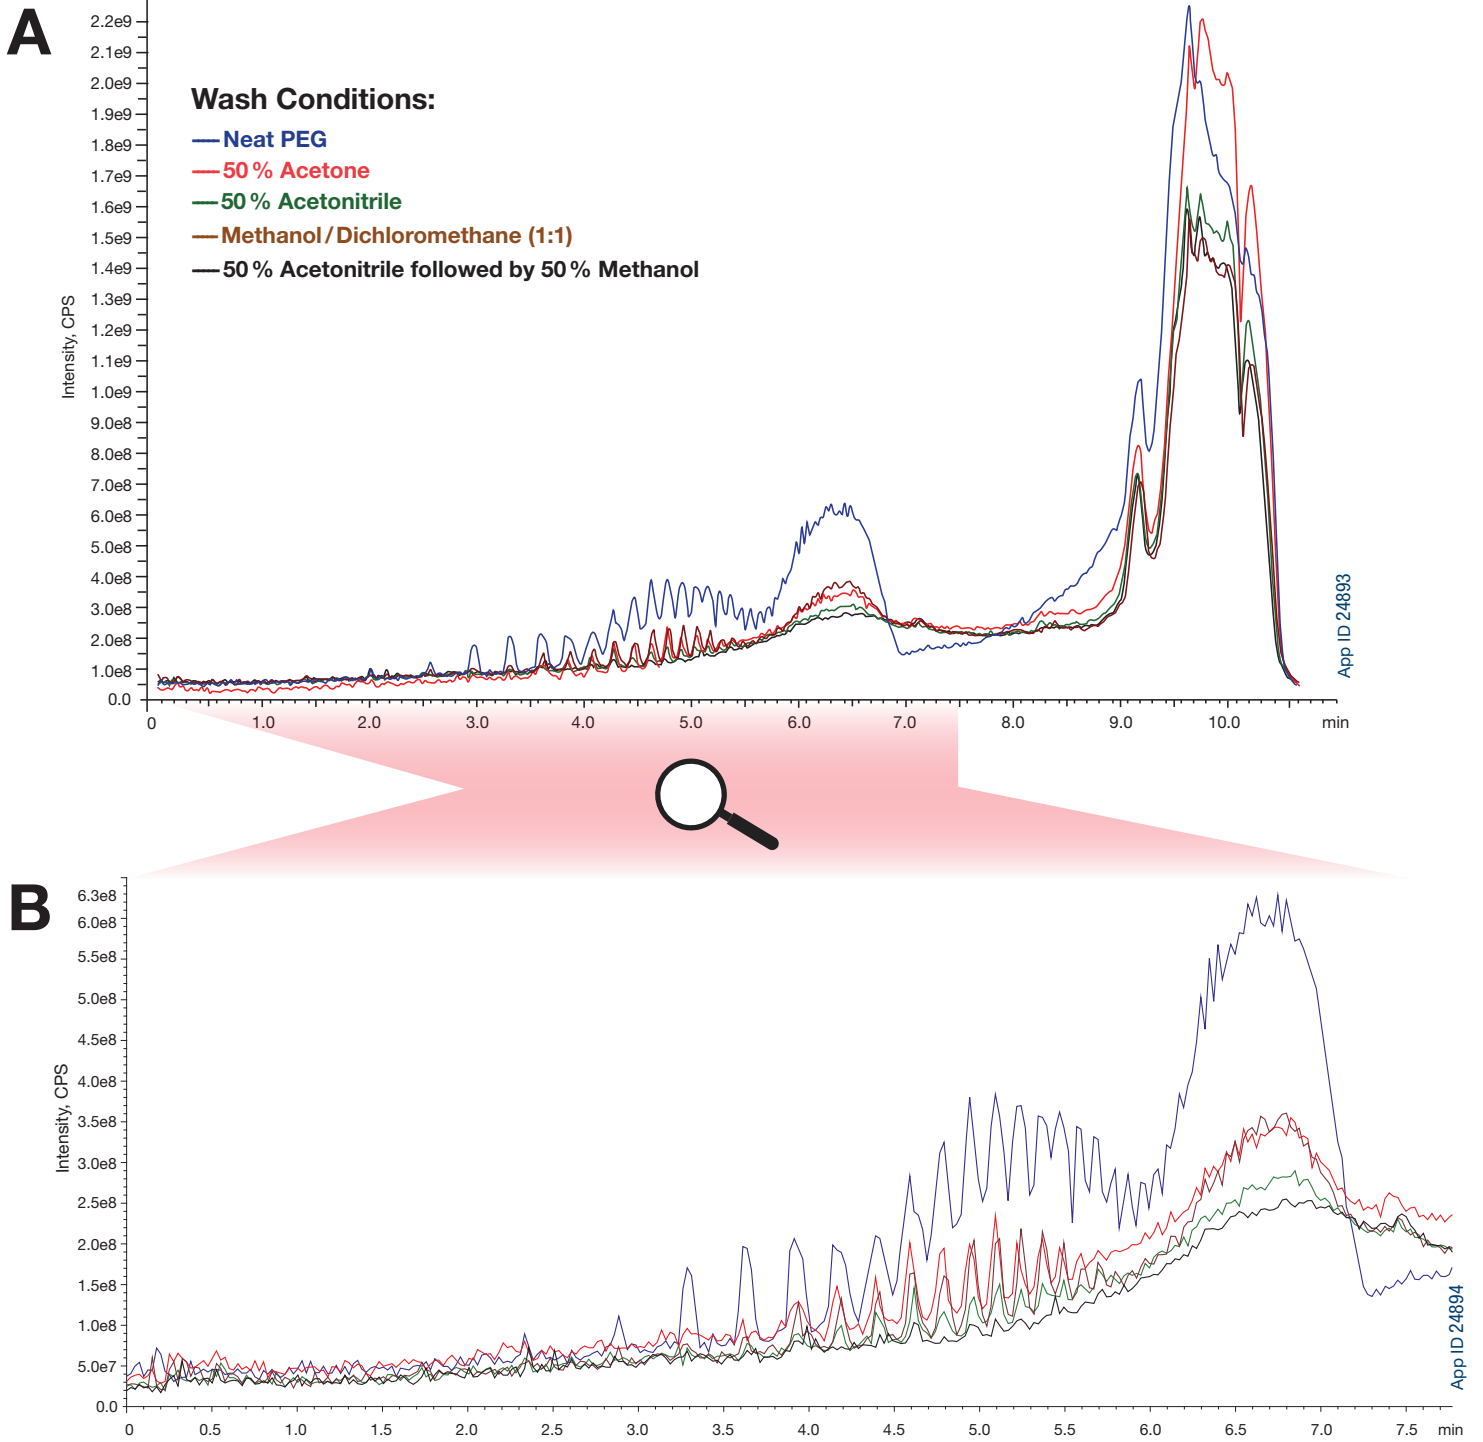 A
2.2e9
2.1e9
2.0e9
1.9e9
1.8e9
1.7e9
1.6e9
1.5e9
1.4e9
1.3e9
1.2e9
1.1e9
1.0e9
9.0e8
8.0e8
7.0e8
6.0e8
5.0e8
4.0e8
3.0e8
2.0e8
1.0e8
0.0
Intensity, CPS
Wash Conditions:
Neat PEG
50 % Acetone
50 % Acetonitrile
Methanol / Dichloromethane (1:1)
50 % Acetonitrile followed by 50 % Methanol
App ID 24893
0 1.0 2.0 3.0 4.0 5.0 6.0 7.0 8.0 9.0 10.0 min
B
6.3e8
6.0e8
5.5e8
5.0e8
4.5e8
4.0e8
3.5e8
3.0e8
2.5e8
2.0e8
1.5e8
1.0e8
5.0e7
0.0
Intensity, CPS
App ID 24894
0 0.5 1.0 1.5 2.0 2.5 3.0 3.5 4.0 4.5 5.0 5.5 6.0 6.5 7.0 7.5 min